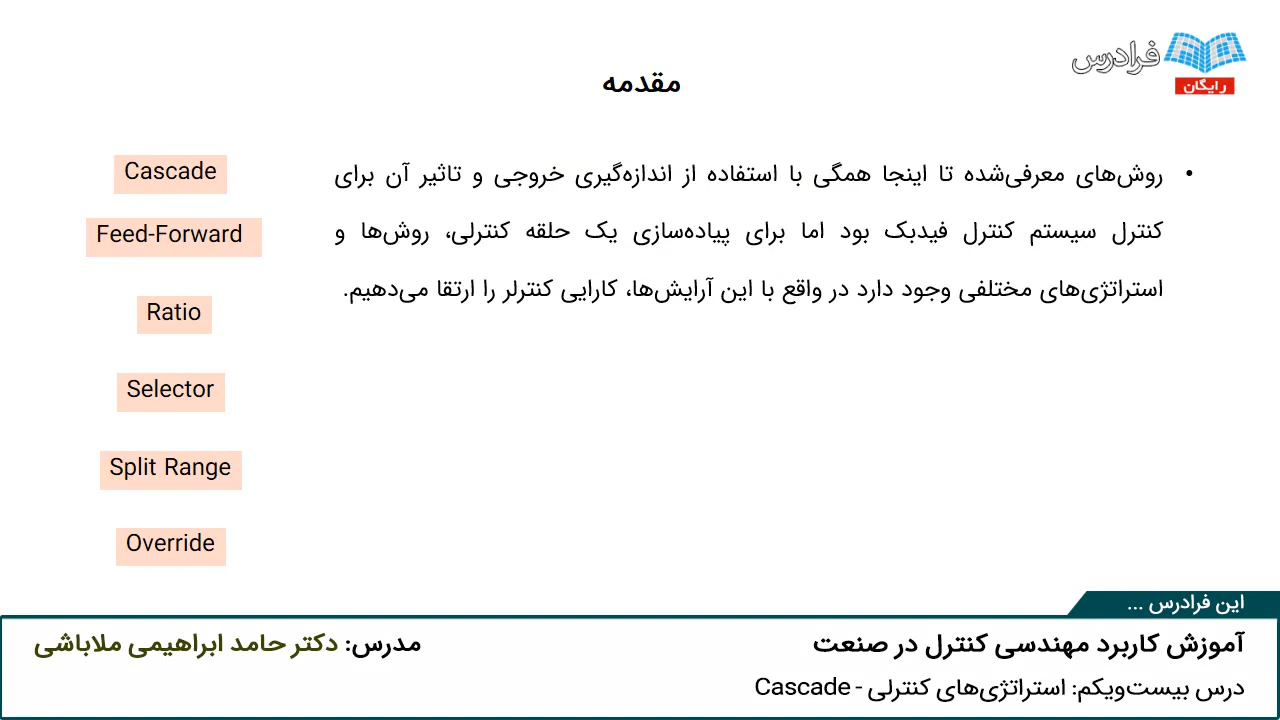 فرادرس
رایگان
مقدمه
• روش‌های معرفی‌شده تا اینجا همگی با استفاده از اندازه‌گیری خروجی و تاثیر آن برای
کنترل سیستم کنترل فیدبک بود اما برای پیاده‌سازی یک حلقه کنترلی، روش‌ها و
استراتژی‌های مختلفی وجود دارد در واقع با این آرایش‌ها، کارایی کنترلر را ارتقا می‌دهیم.
Cascade
Feed-Forward
Ratio
Selector
Split Range
Override
این فرادرس ...
آموزش کاربرد مهندسی کنترل در صنعت
مدرس: دکتر حامد ابراهیمی ملاباشی
درس بیست‌ویکم: استراتژی‌های کنترلی - Cascade